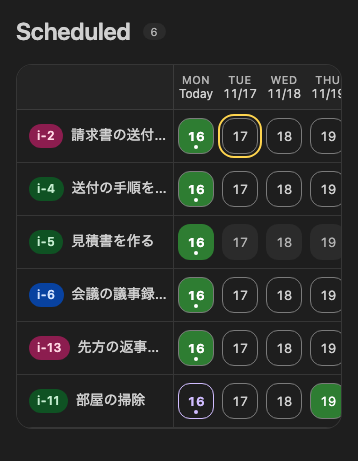 Scheduled 6
MON TUE WED THU
Today 11/17 11/18 11/19
i-2 請求書の送付... 16 17 18 19
i-4 送付の手順を... 16 17 18 19
i-5 見積書を作る 16 17 18 19
i-6 会議の議事録... 16 17 18 19
i-13 先方の返事... 16 17 18 19
i-11 部屋の掃除 16 17 18 19